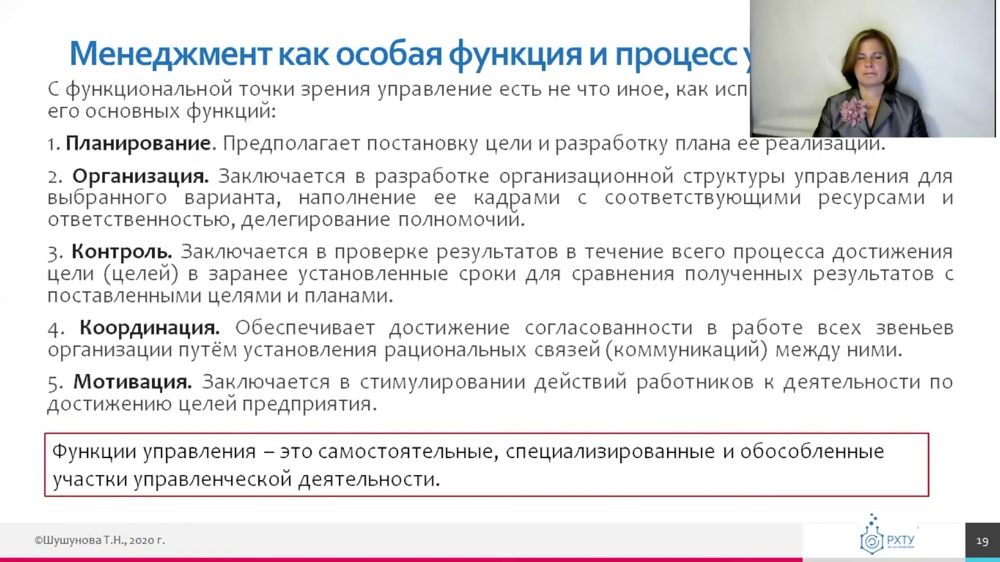 Менеджмент как особая функция и процесс
С функциональной точки зрения управление есть не что иное, как
его основных функций:
1. Планирование. Предполагает постановку цели и разработку плана ее реализации.
2. Организация. Заключается в разработке организационной структуры управления для
выбранного варианта, наполнение ее кадрами с соответствующими ресурсами и
ответственностью, делегирование полномочий.
3. Контроль. Заключается в проверке результатов в течение всего процесса достижения
цели (целей) в заранее установленные сроки для сравнения полученных результатов с
поставленными целями и планами.
4. Координация. Обеспечивает достижение согласованности в работе всех звеньев
организации путём установления рациональных связей (коммуникаций) между ними.
5. Мотивация. Заключается в стимулировании действий работников к деятельности по
достижению целей предприятия.
Функции управления – это самостоятельные, специализированные и обособленные
участки управленческой деятельности.
©Шушунова Т.Н., 2020 г.
РХТУ
19